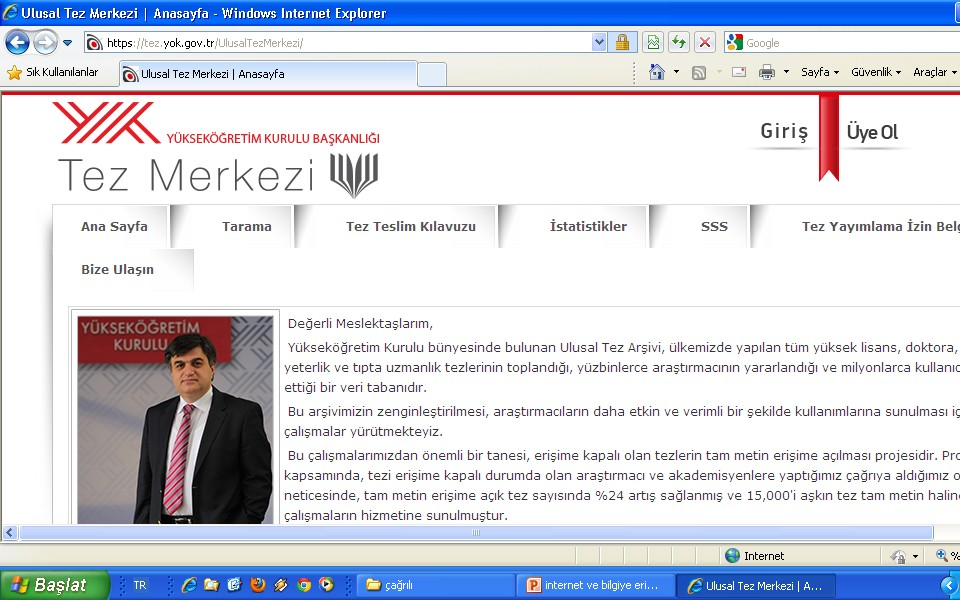 Ulusal Tez Merkezi | Anasayfa - Windows Internet Explorer
https://tez.yok.gov.tr/UlusalTezMerkezi/
Google
Sık Kullanılanlar
Ulusal Tez Merkezi | Anasayfa
Sayfa
Güvenlik
Araçlar
YÜKSEKÖĞRETİM KURULU BAŞKANLIĞI
Tez Merkezi
Giriş
Üye Ol
Ana Sayfa
Tarama
Tez Teslim Kılavuzu
İstatistikler
SSS
Tez Yayımlama İzin Belg
Bize Ulaşın
YÜKSEKÖĞRETİM
KURULU
Değerli Meslektaşlarım,
Yükseköğretim Kurulu bünyesinde bulunan Ulusal Tez Arşivi, ülkemizde yapılan tüm yüksek lisans, doktora,
yeterlik ve tıpta uzmanlık tezlerinin toplandığı, yüzbinlerce araştırmacının yararlandığı ve milyonlarca kullanıc
ettiği bir veri tabanıdır.
Bu arşivimizin zenginleştirilmesi, araştırmacıların daha etkin ve verimli bir şekilde kullanımlarına sunulması iç
çalışmalar yürütmekteyiz.
Bu çalışmalarımızdan önemli bir tanesi, erişime kapalı olan tezlerin tam metin erişime açılması projesidir. Pro
kapsamında, tezi erişime kapalı durumda olan araştırmacı ve akademisyenlere yaptığımız çağrıya aldığımız o
neticesinde, tam metin erişime açık tez sayısında %24 artış sağlanmış ve 15,000'i aşkın tez tam metin haline
çalışmaların hizmetine sunulmuştur.
Internet
%
Başlat
TR
çağrılı
internet ve bilgiye eri...
Ulusal Tez Merkezi | A...